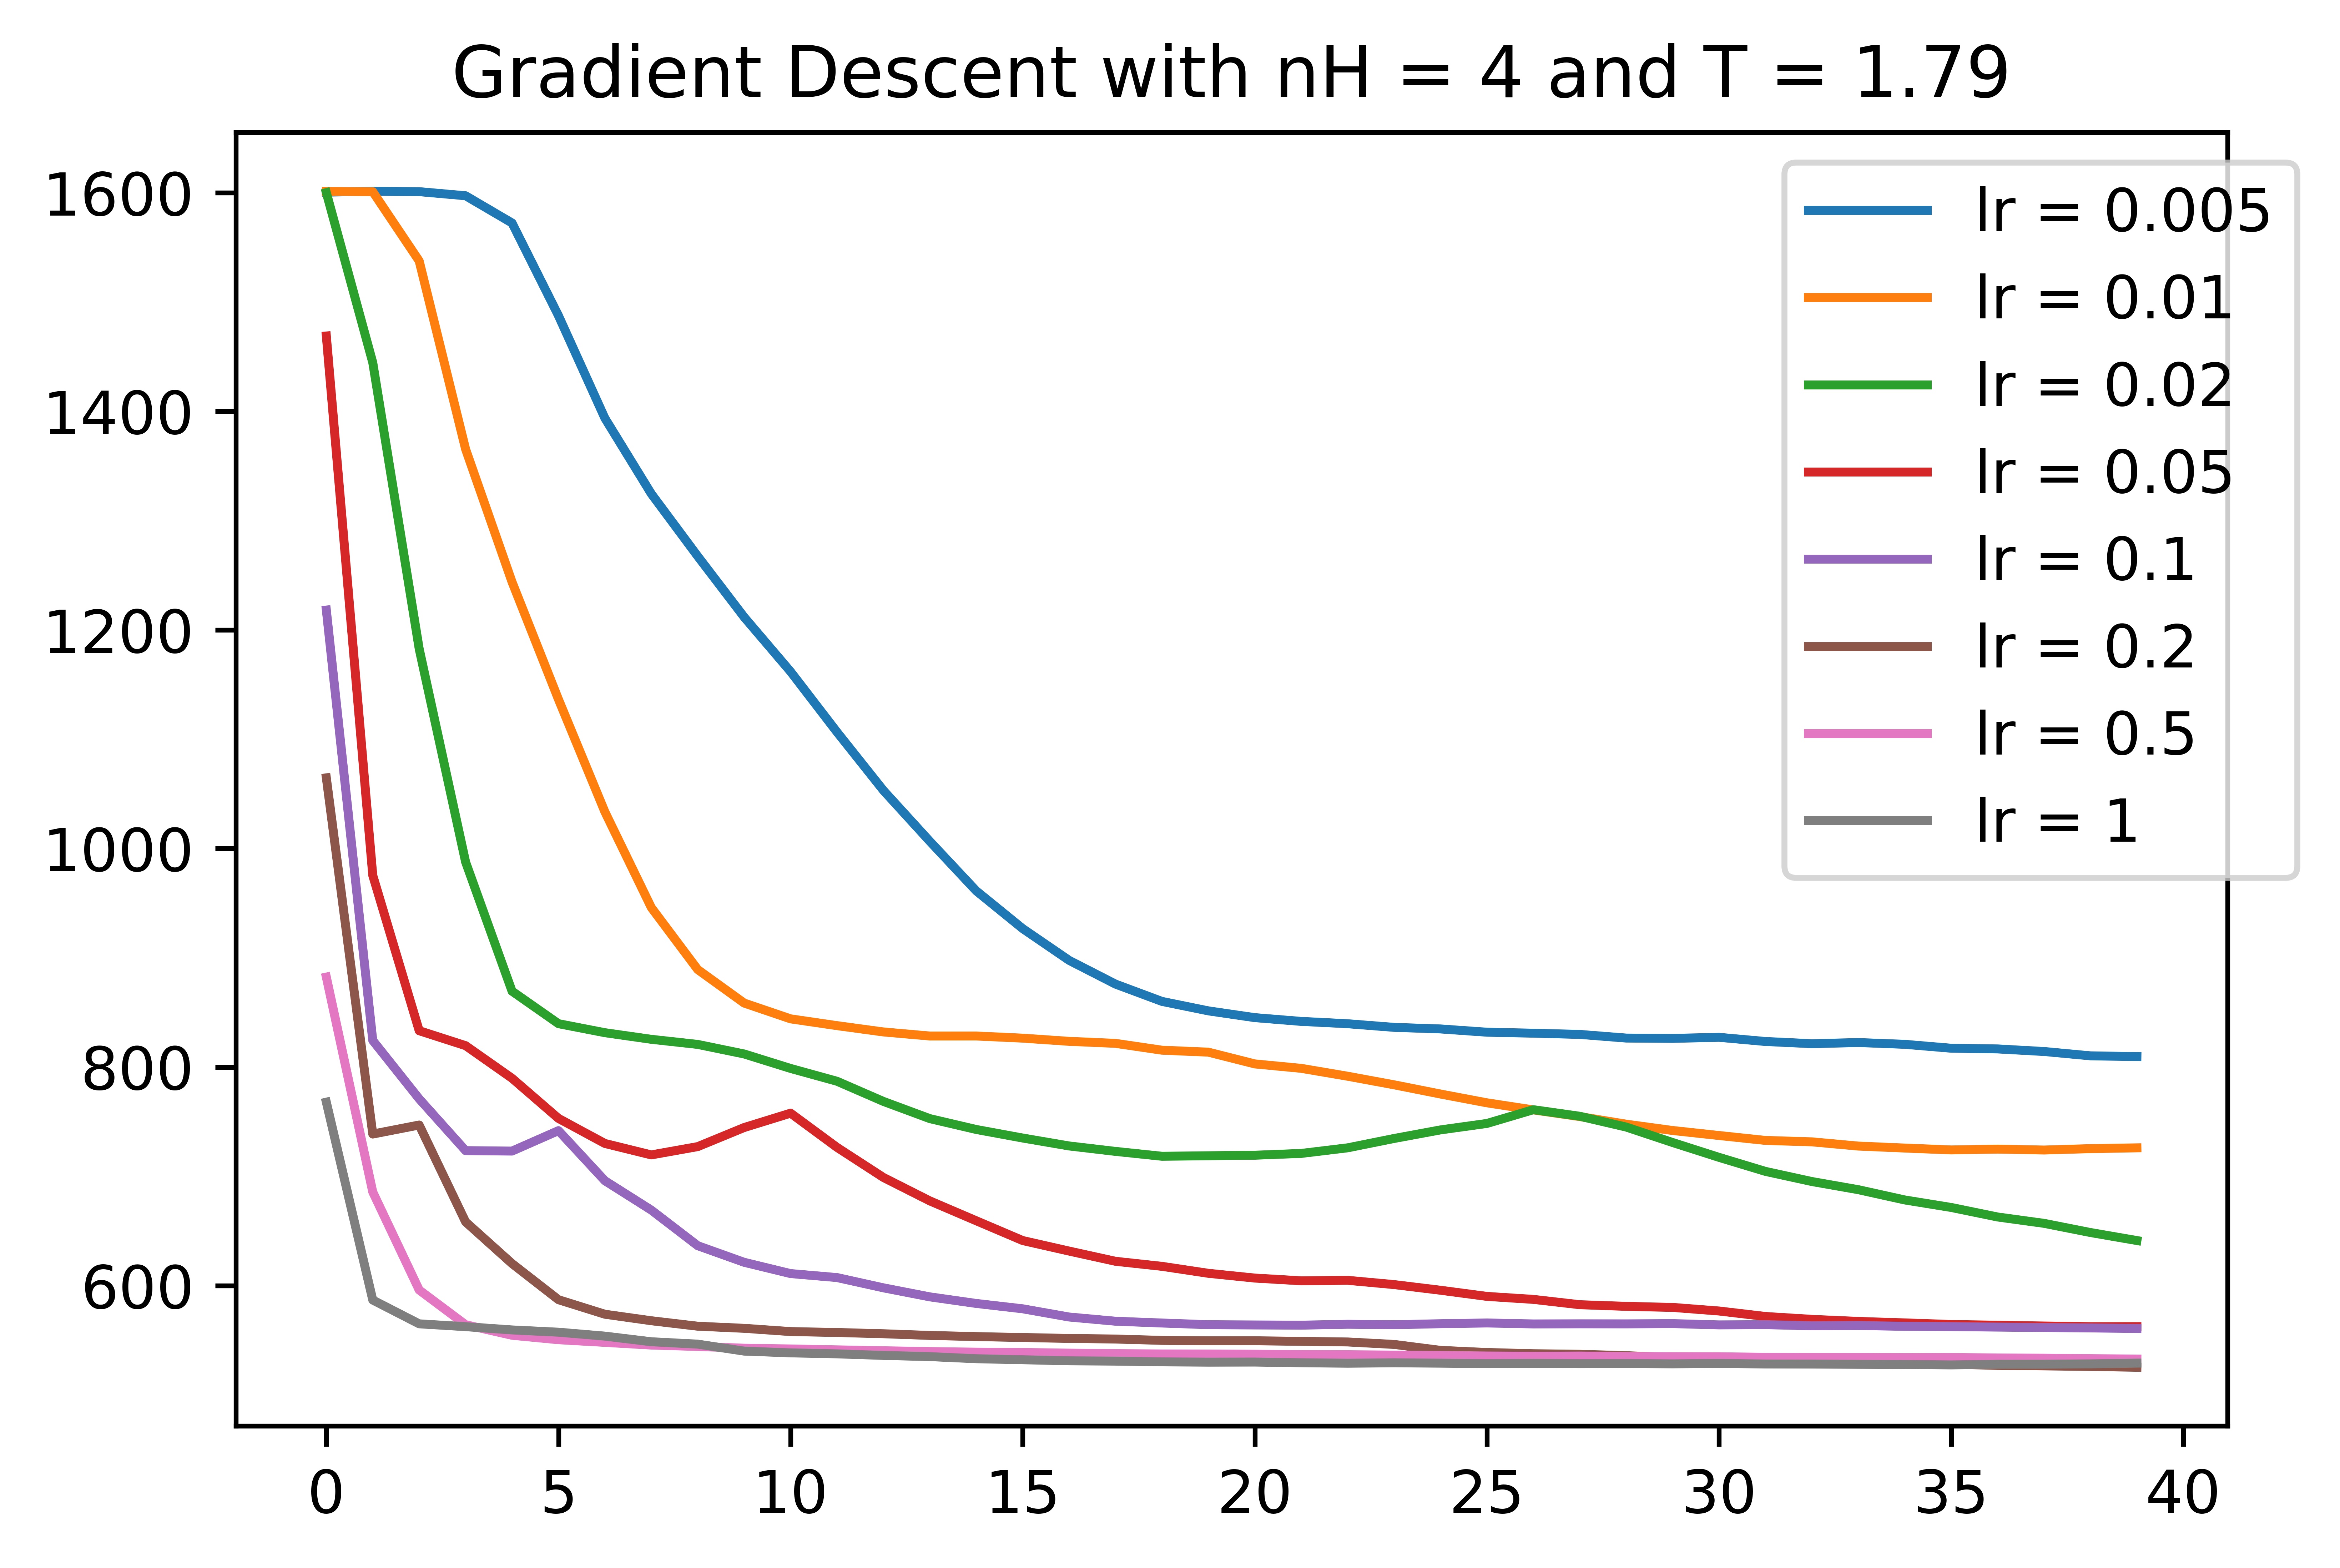 Gradient Descent with nH = 4 and T = 1.79
1600
1400
1200
1000
800
600
0 5 10 15 20 25 30 35 40
lr = 0.005
lr = 0.01
lr = 0.02
lr = 0.05
lr = 0.1
lr = 0.2
lr = 0.5
lr = 1